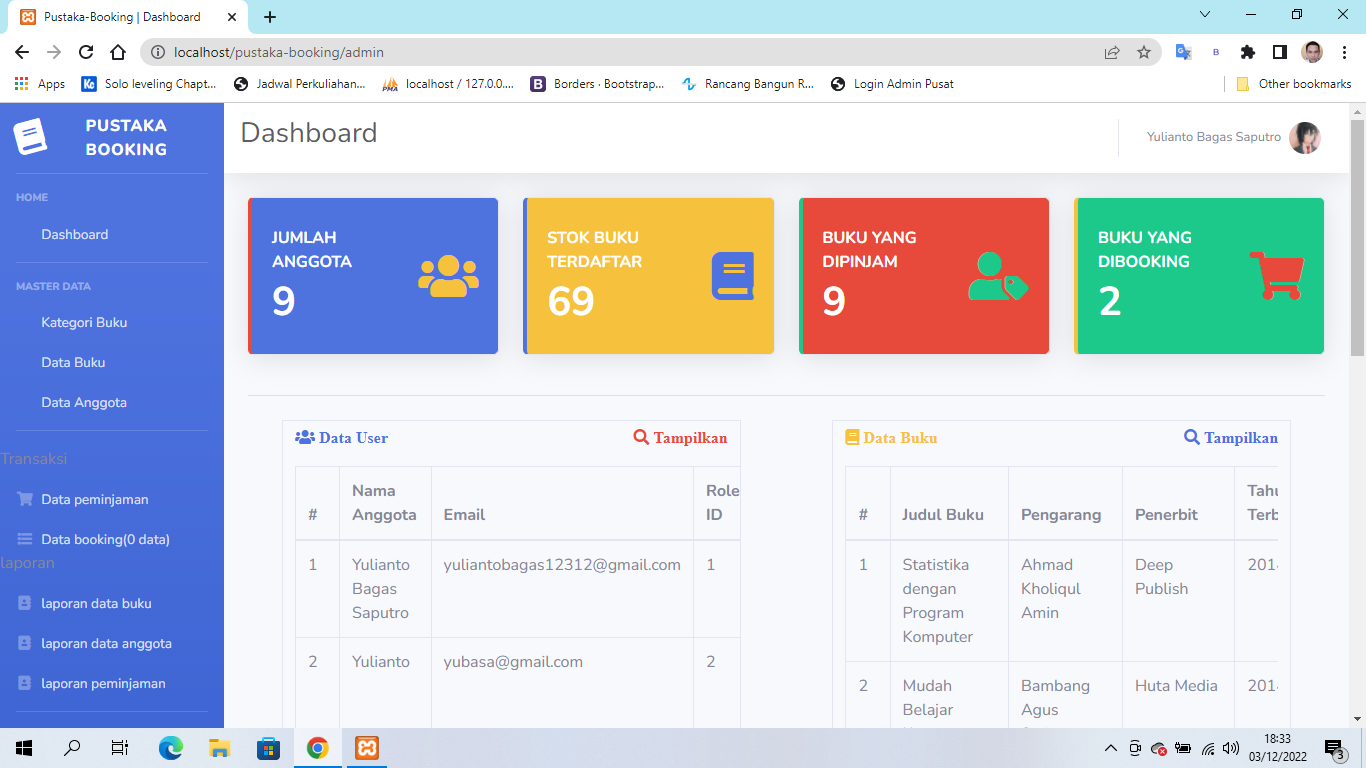 Pustaka-Booking | Dashboard
localhost/pustaka-booking/admin
Apps
Solo leveling Chapt...
Jadwal Perkuliahan...
localhost / 127.0.0....
Borders · Bootstrap...
Rancang Bangun R...
Login Admin Pusat
Other bookmarks
PUSTAKA
BOOKING
HOME
Dashboard
MASTER DATA
Kategori Buku
Data Buku
Data Anggota
Transaksi
Data peminjaman
Data booking(0 data)
laporan
laporan data buku
laporan data anggota
laporan peminjaman
Dashboard
Yulianto Bagas Saputro
JUMLAH
ANGGOTA
9
STOK BUKU
TERDAFTAR
69
BUKU YANG
DIPINJAM
9
BUKU YANG
DIBOOKING
2
Data User
Tampilkan
# Nama Anggota Email Role ID
1 Yulianto Bagas Saputro yuliantobagas12312@gmail.com 1
2 Yulianto yubasa@gmail.com 2
Data Buku
Tampilkan
# Judul Buku Pengarang Penerbit
1 Statistika dengan Program Komputer Ahmad Kholiqul Amin Deep Publish 201
2 Mudah Belajar Bambang Agus Huta Media 201
18:33
03/12/2022
3